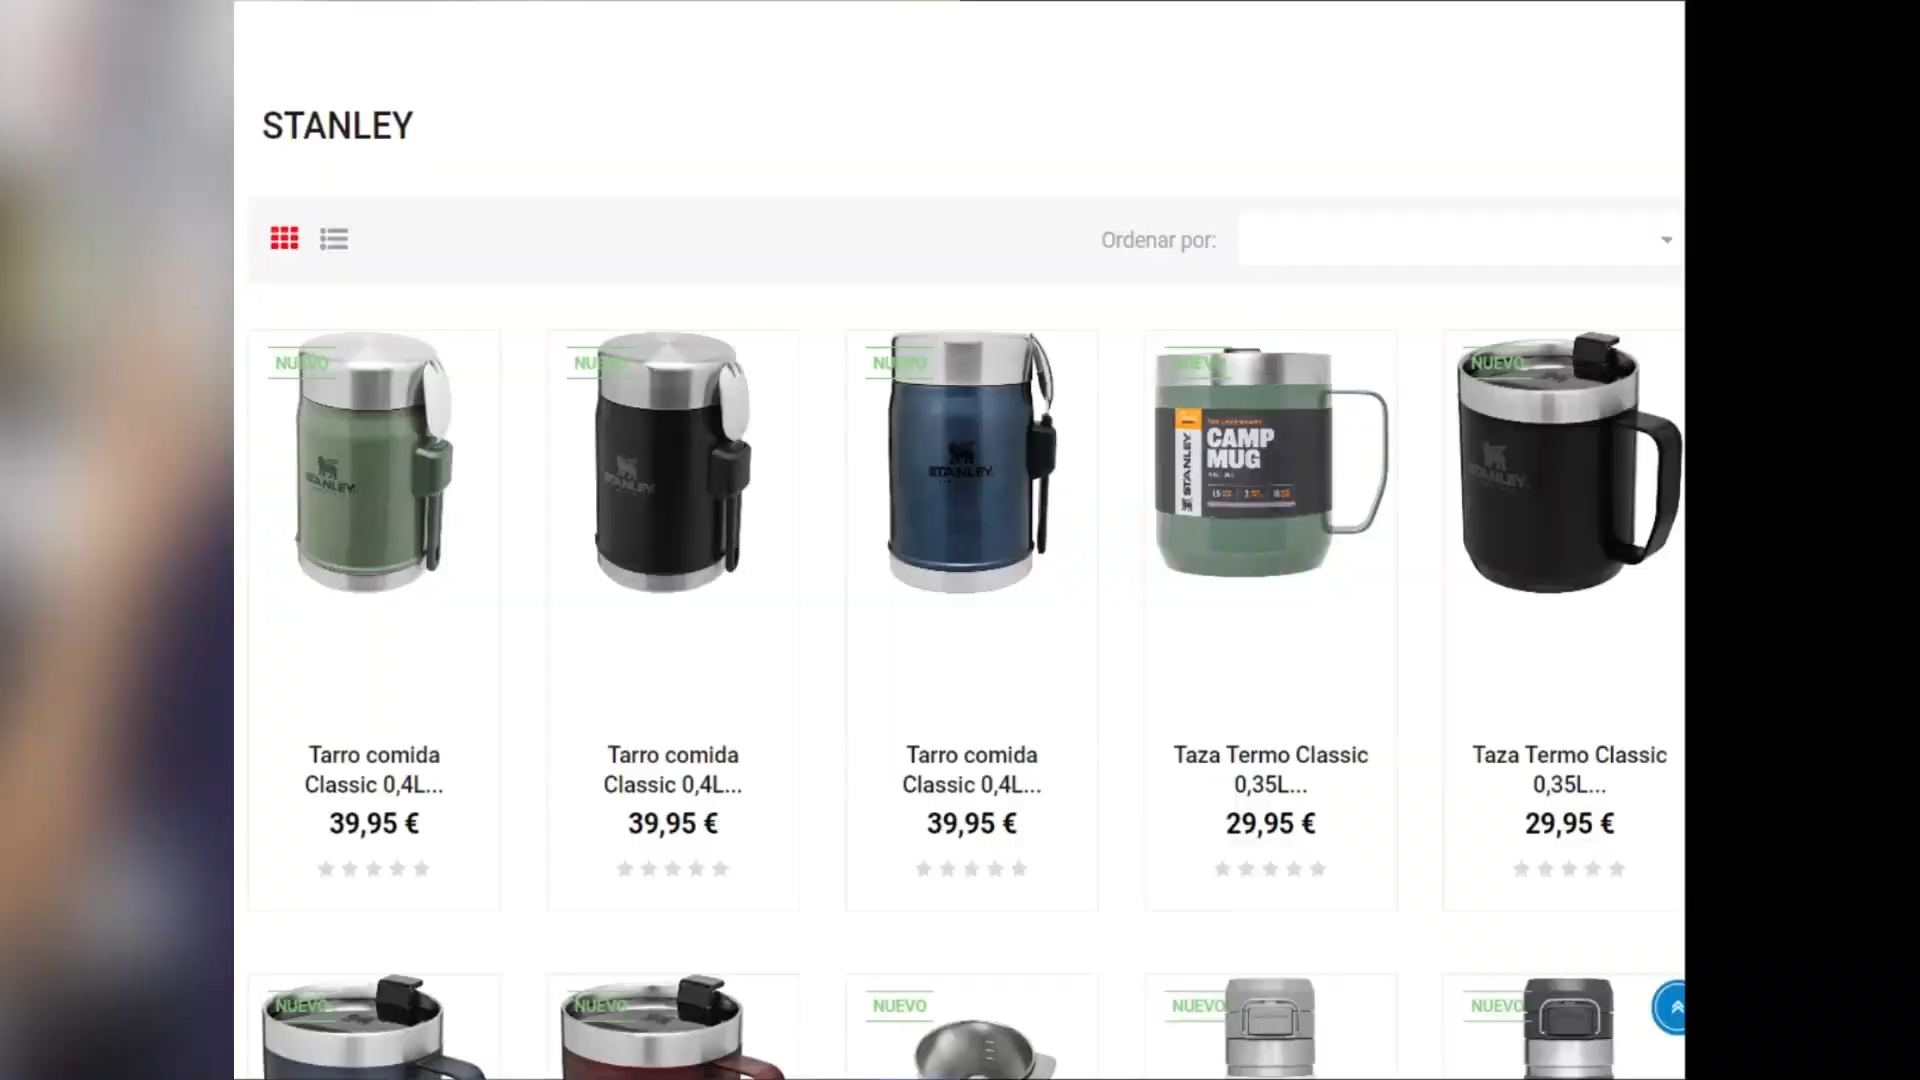 STANLEY
Ordenar por:
NUEVO
NUEVO
NUEVO
NUEVO
NUEVO
STANLEY
STANLEY
STANLEY
STANLEY
CAMP
MUG
STANLEY
Tarro comida
Classic 0,4L...
39,95 €
Tarro comida
Classic 0,4L...
39,95 €
Tarro comida
Classic 0,4L...
39,95 €
Taza Termo Classic
0,35L...
29,95 €
Taza Termo Classic
0,35L...
29,95 €
NUEVO
NUEVO
NUEVO
NUEVO
NUEVO